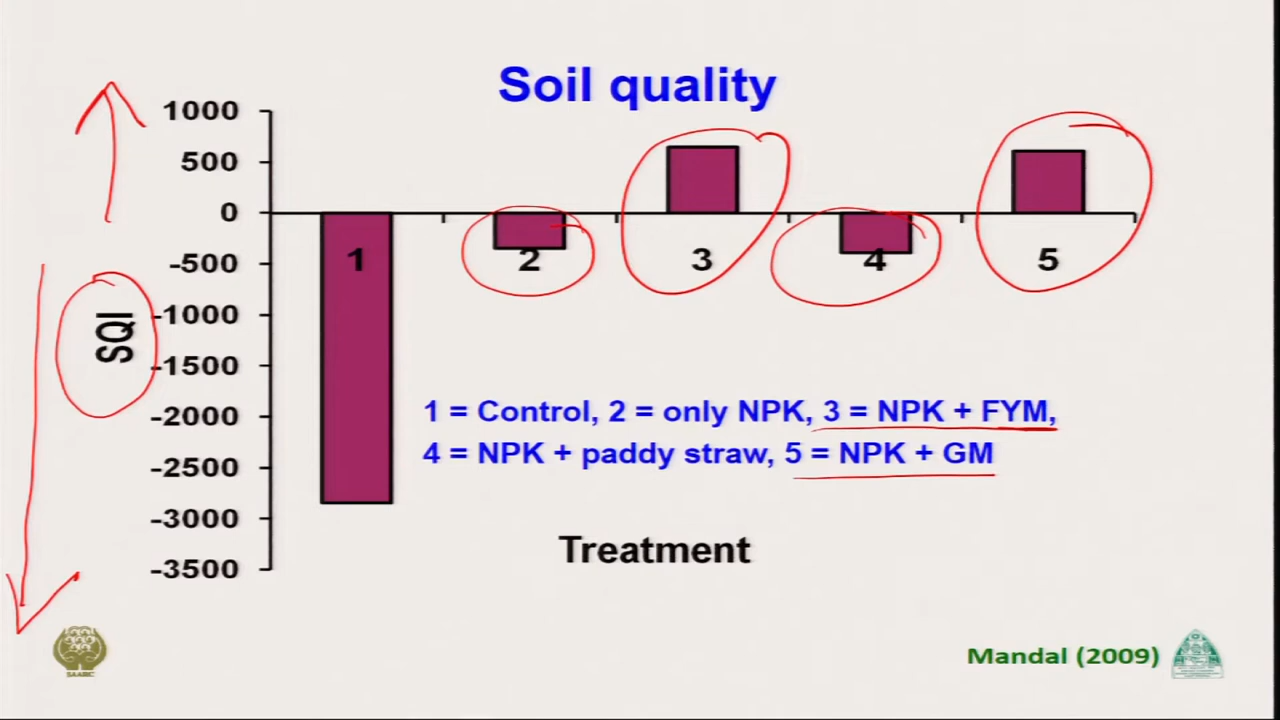 Soil quality
1000
500
0
-500
-1000
-1500
-2000
-2500
-3000
-3500
SQI
1 2 3 4 5
1 = Control, 2 = only NPK, 3 = NPK + FYM,
4 = NPK + paddy straw, 5 = NPK + GM
Treatment
SAARC
Mandal (2009)